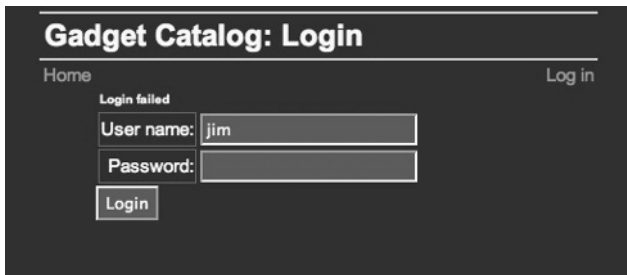 Gadget Catalog: Login
Home Log in
Login failed
User name: jim
Password:
Login